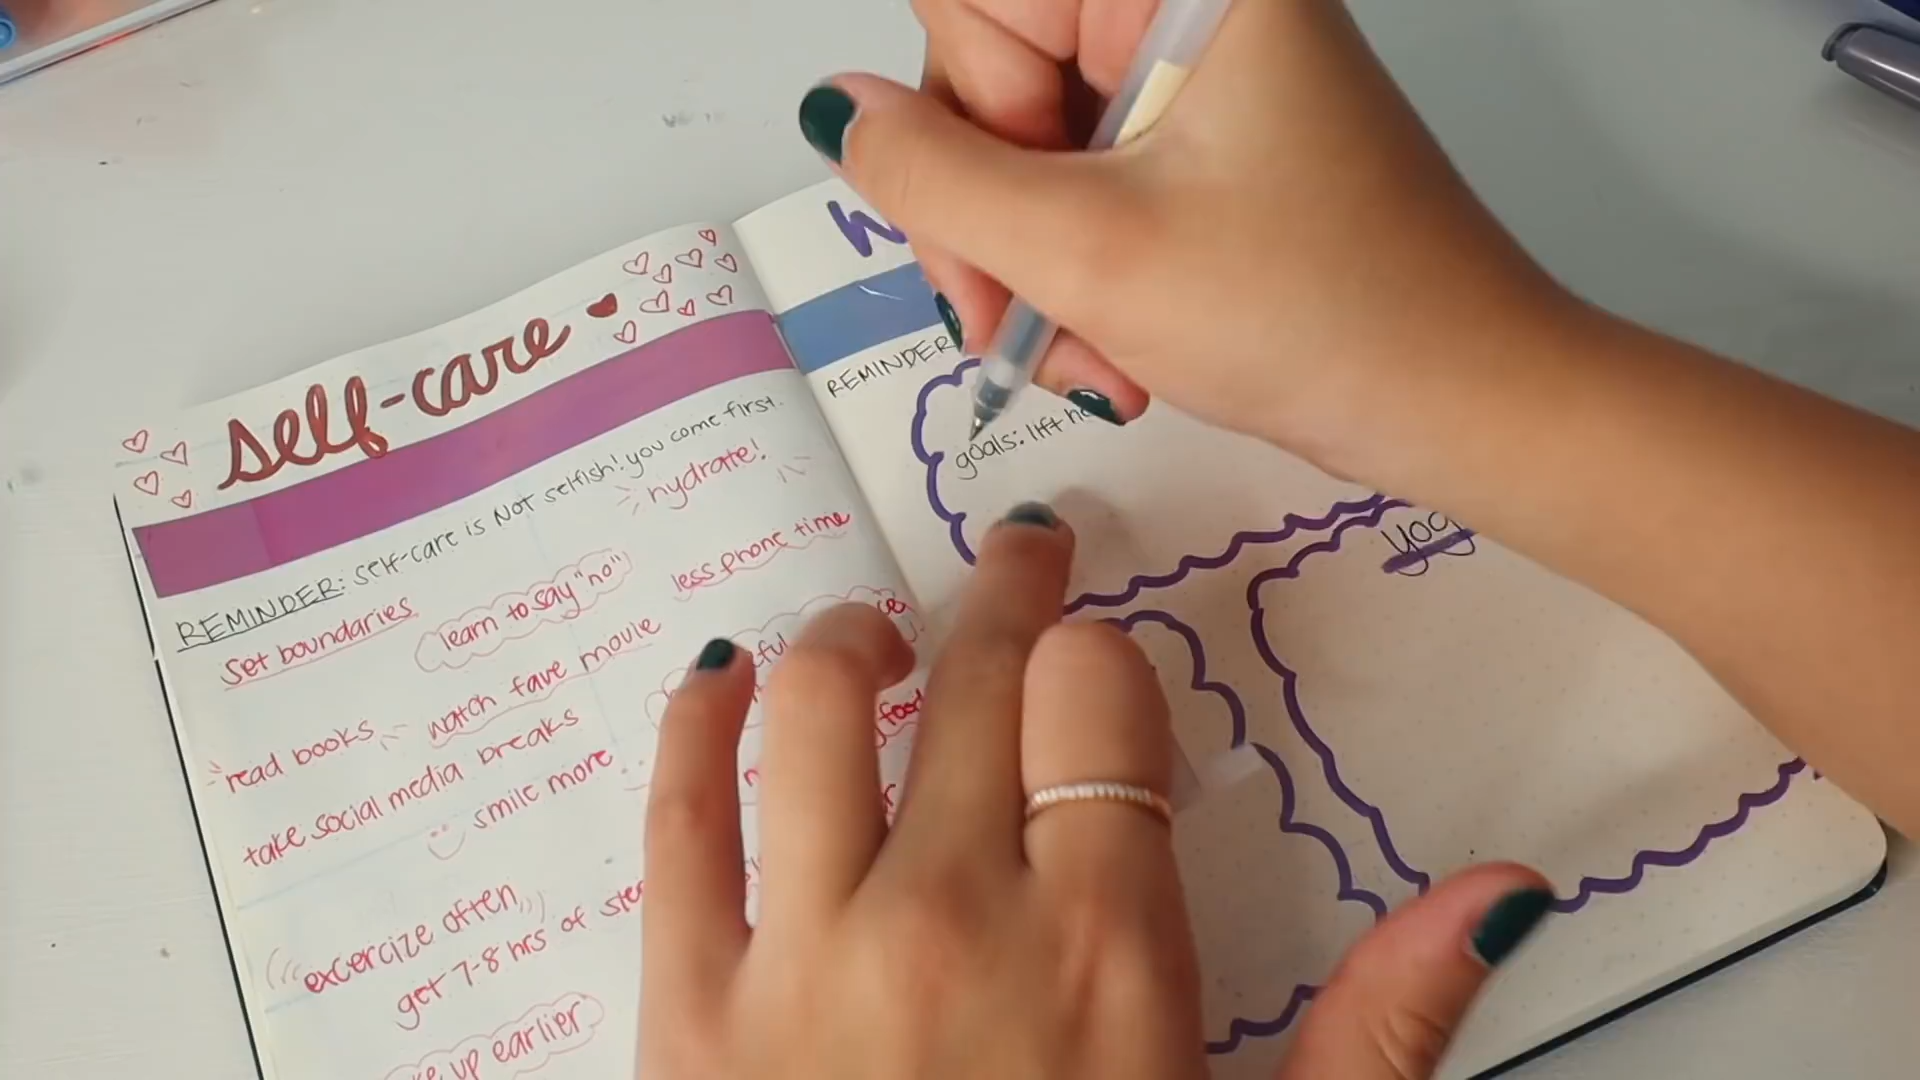 self-care
REMINDER: self-care is NOT selfish! you come first.
hydrate!
set boundaries
learn to say "no"
less phone time
read books
watch fave movie
take social media breaks
smile more
excercize often
get 7-8 hrs of
earlier
REMINDER
goals: lift